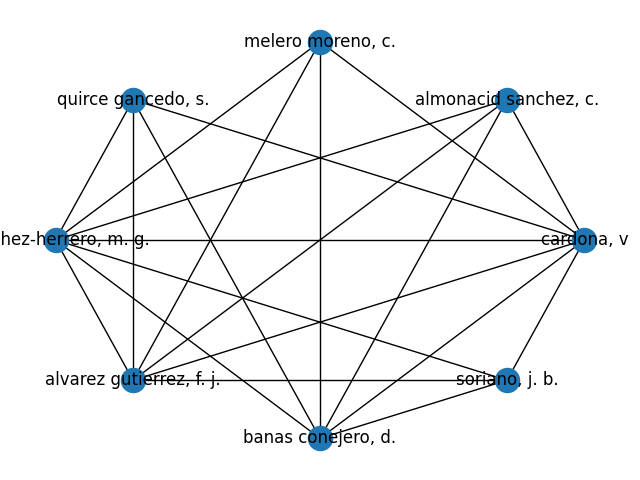 melero moreno, c.
quirce gancedo, s.
almonacid sanchez, c.
hez-herrero, m. g.
cardona, v
alvarez gutierrez, f. j.
soriano, j. b.
banas conejero, d.